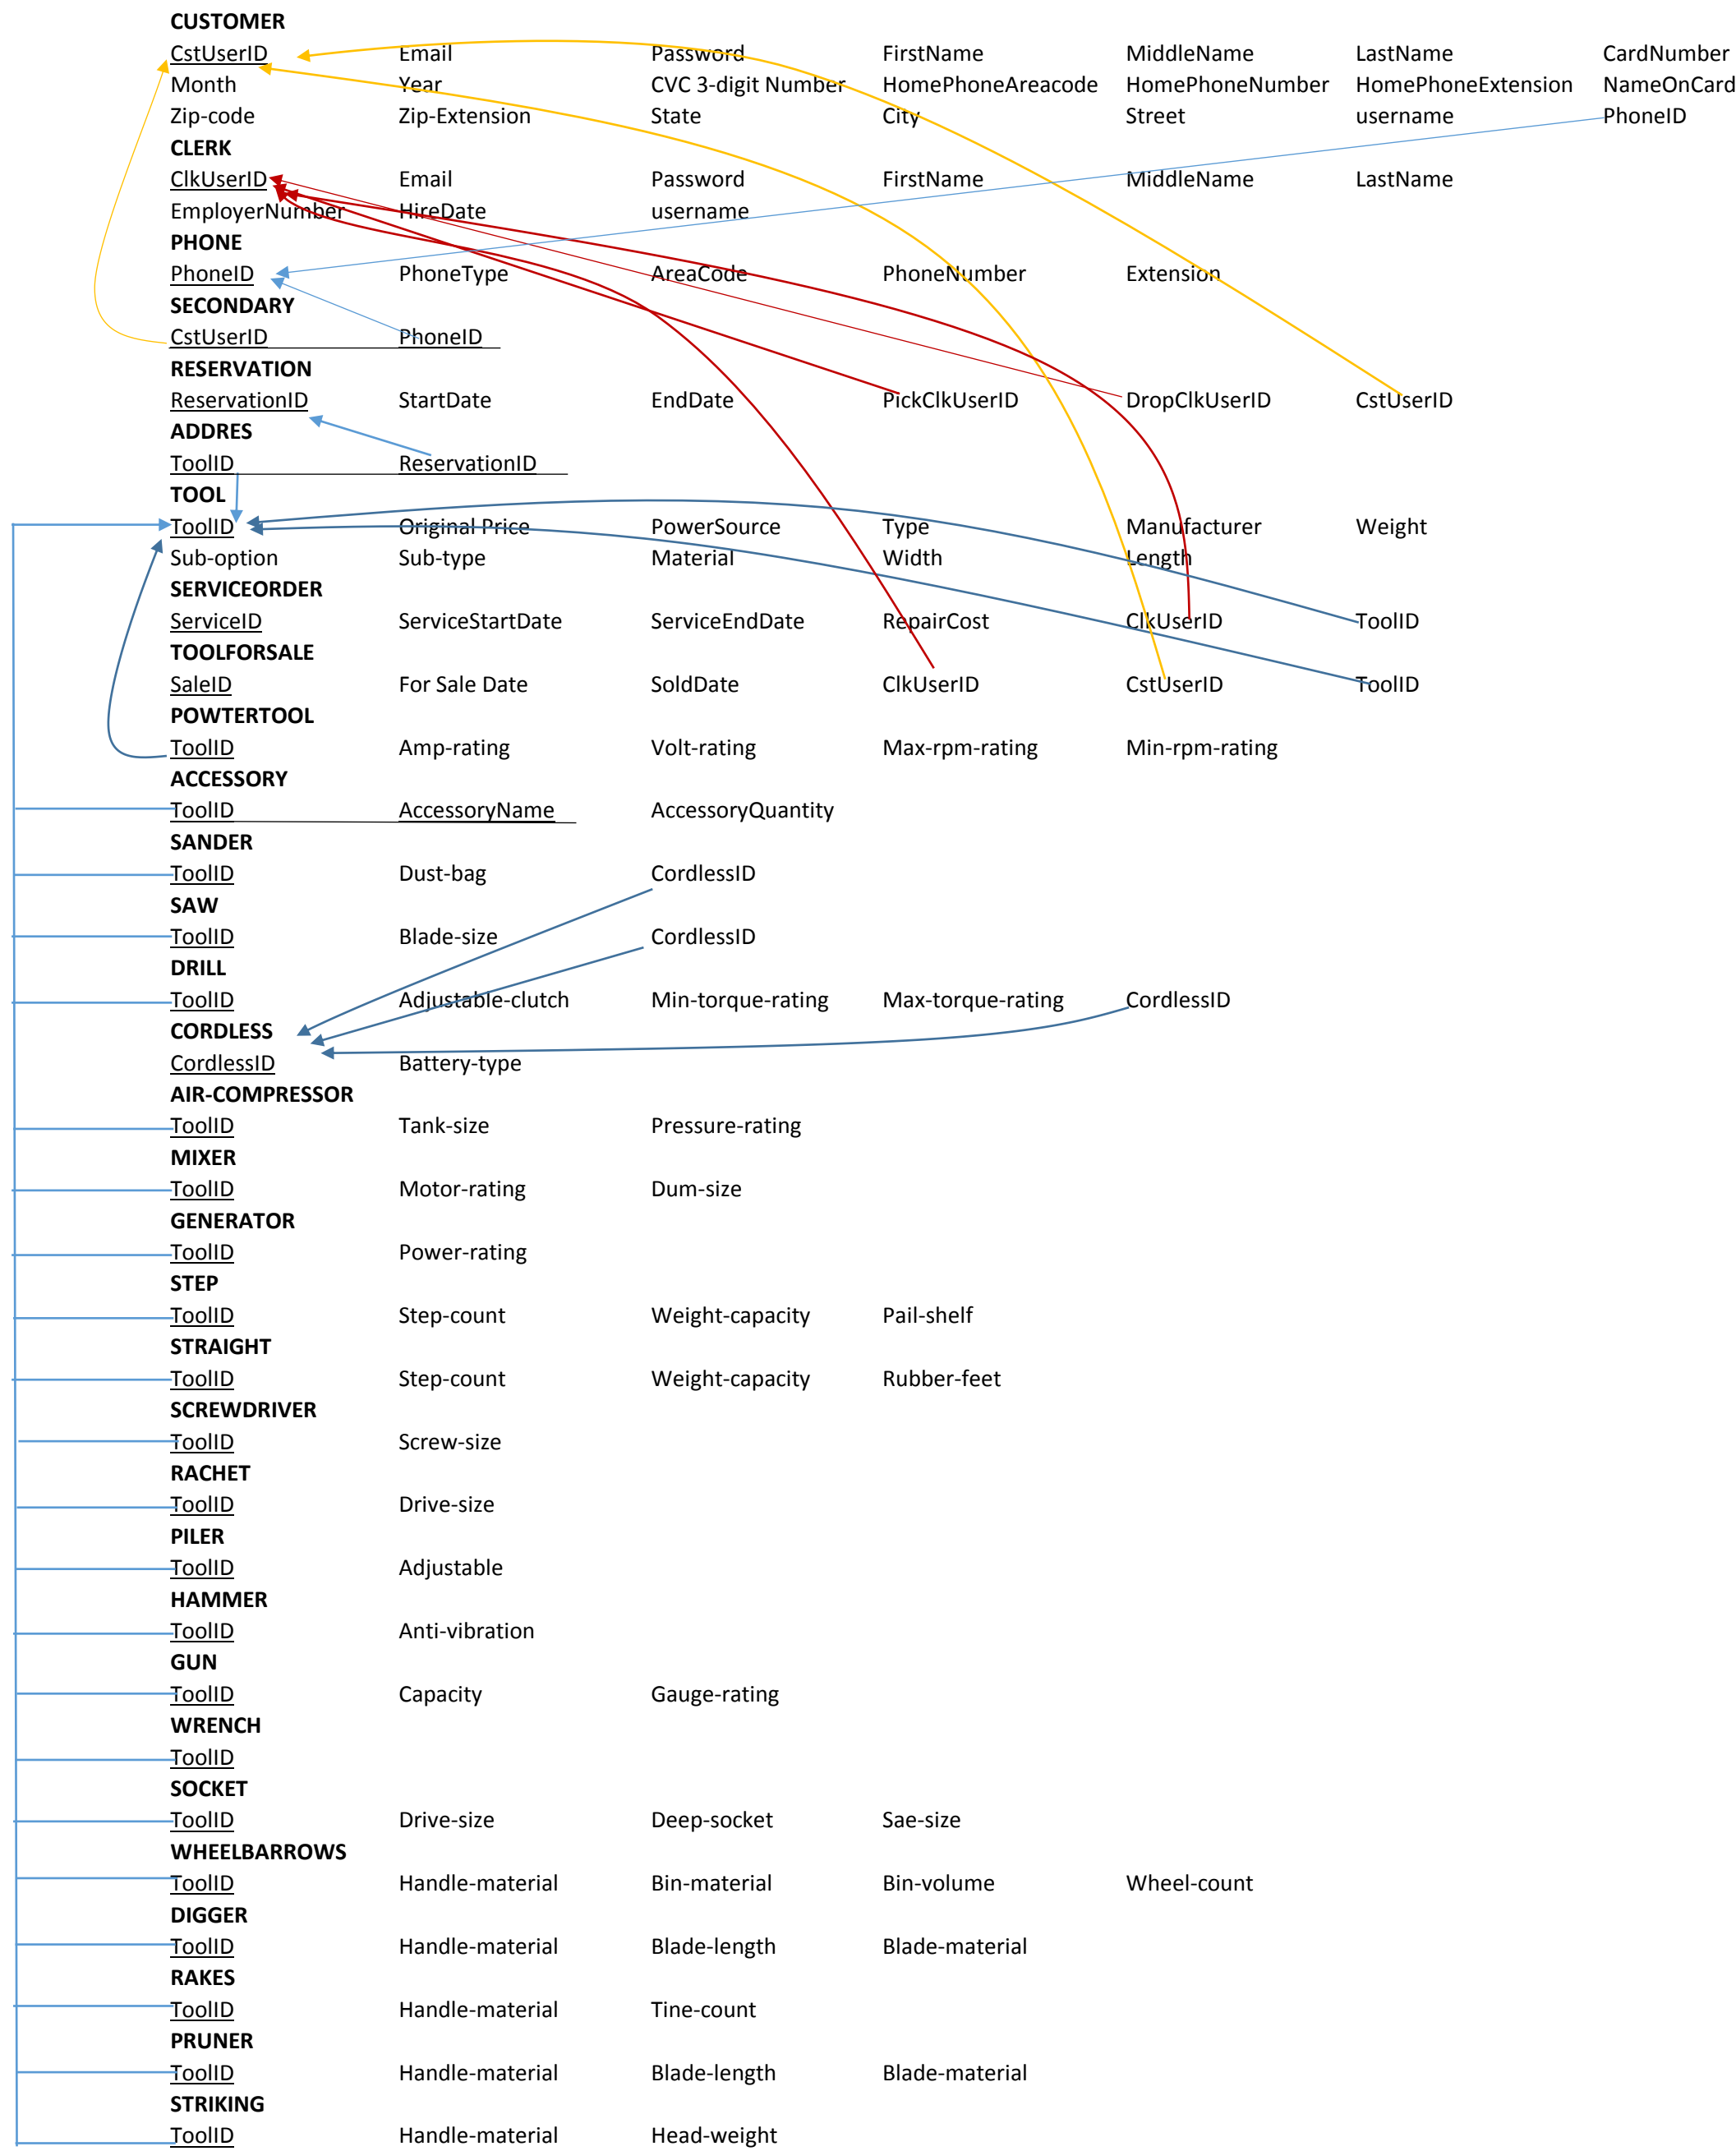 CUSTOMER
CstUserID Email Password FirstName MiddleName LastName CardNumber
Month Year CVC 3-digit Number HomePhoneAreacode HomePhoneNumber HomePhoneExtension NameOnCard
Zip-code Zip-Extension State City Street username PhoneID
CLERK
ClkUserID Email Password FirstName MiddleName LastName
EmployerNumber HireDate username
PHONE
PhoneID PhoneType AreaCode PhoneNumber Extension
SECONDARY
CstUserID PhoneID
RESERVATION
ReservationID StartDate EndDate PickClkUserID DropClkUserID CstUserID
ADDRES
ToolID ReservationID
TOOL
ToolID Original Price PowerSource Type Manufacturer Weight
Sub-option Sub-type Material Width Length
SERVICEORDER
ServiceID ServiceStartDate ServiceEndDate RepairCost ClkUserID ToolID
TOOLFORSALE
SaleID For Sale Date SoldDate ClkUserID CstUserID ToolID
POWTERTOOL
ToolID Amp-rating Volt-rating Max-rpm-rating Min-rpm-rating
ACCESSORY
ToolID AccessoryName AccessoryQuantity
SANDER
ToolID Dust-bag CordlessID
SAW
ToolID Blade-size CordlessID
DRILL
ToolID Adjustable-clutch Min-torque-rating Max-torque-rating CordlessID
CORDLESS
CordlessID Battery-type
AIR-COMPRESSOR
ToolID Tank-size Pressure-rating
MIXER
ToolID Motor-rating Dum-size
GENERATOR
ToolID Power-rating
STEP
ToolID Step-count Weight-capacity Pail-shelf
STRAIGHT
ToolID Step-count Weight-capacity Rubber-feet
SCREWDRIVER
ToolID Screw-size
RACHET
ToolID Drive-size
PILER
ToolID Adjustable
HAMMER
ToolID Anti-vibration
GUN
ToolID Capacity Gauge-rating
WRENCH
ToolID
SOCKET
ToolID Drive-size Deep-socket Sae-size
WHEELBARROWS
ToolID Handle-material Bin-material Bin-volume Wheel-count
DIGGER
ToolID Handle-material Blade-length Blade-material
RAKES
ToolID Handle-material Tine-count
PRUNER
ToolID Handle-material Blade-length Blade-material
STRIKING
ToolID Handle-material Head-weight